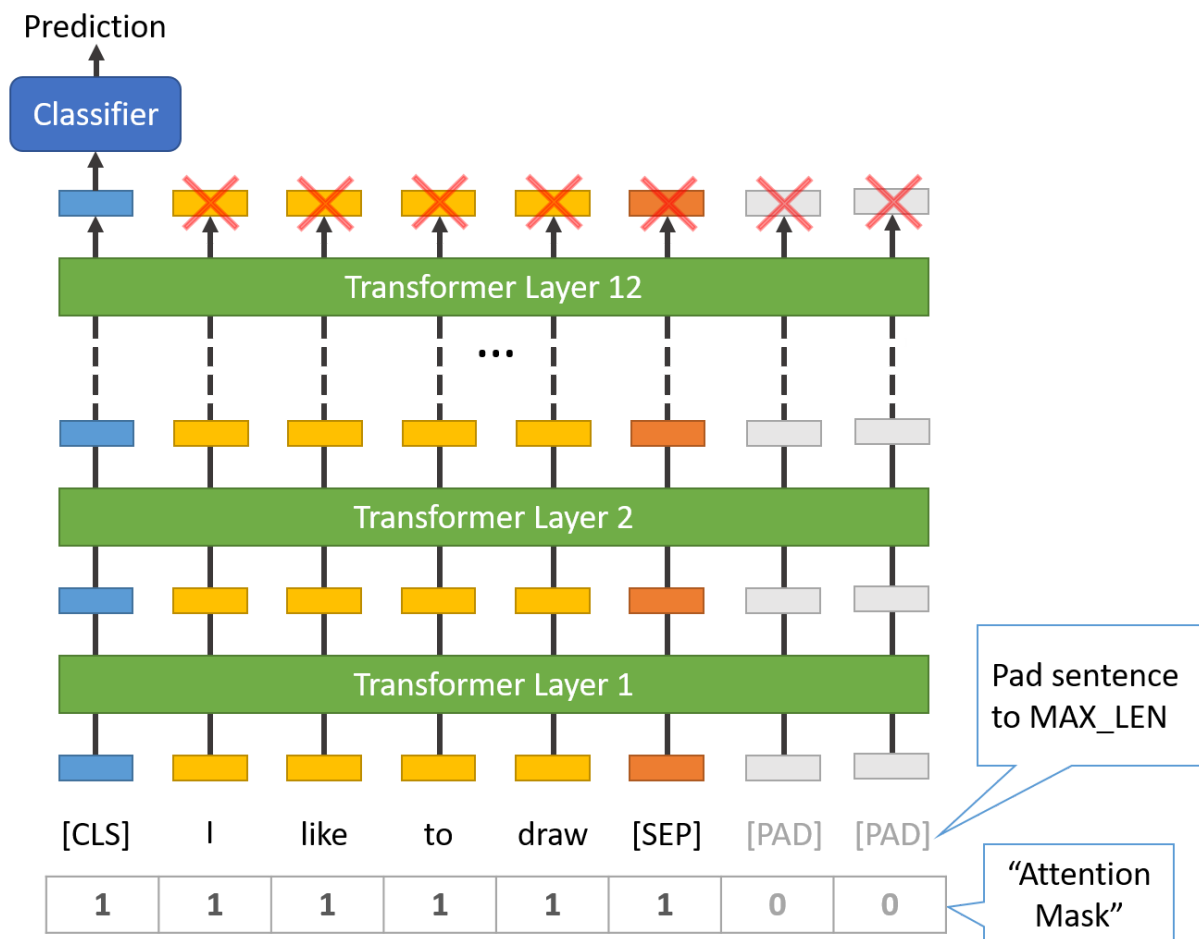 Prediction
Classifier
Transformer Layer 12
...
Transformer Layer 2
Transformer Layer 1
Pad sentence
to MAX_LEN
[CLS] I like to draw [SEP] [PAD] [PAD]
1 1 1 1 1 1 0 0
“Attention
Mask”